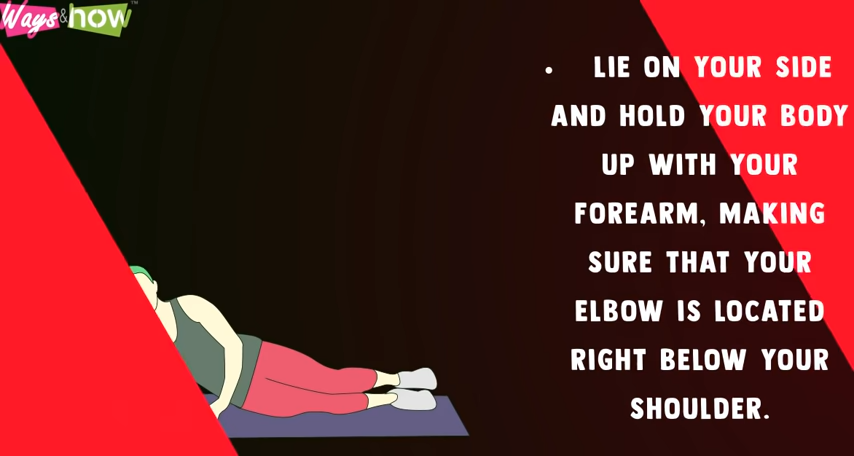 Ways&how™
• LIE ON YOUR SIDE
AND HOLD YOUR BODY
UP WITH YOUR
FOREARM, MAKING
SURE THAT YOUR
ELBOW IS LOCATED
RIGHT BELOW YOUR
SHOULDER.